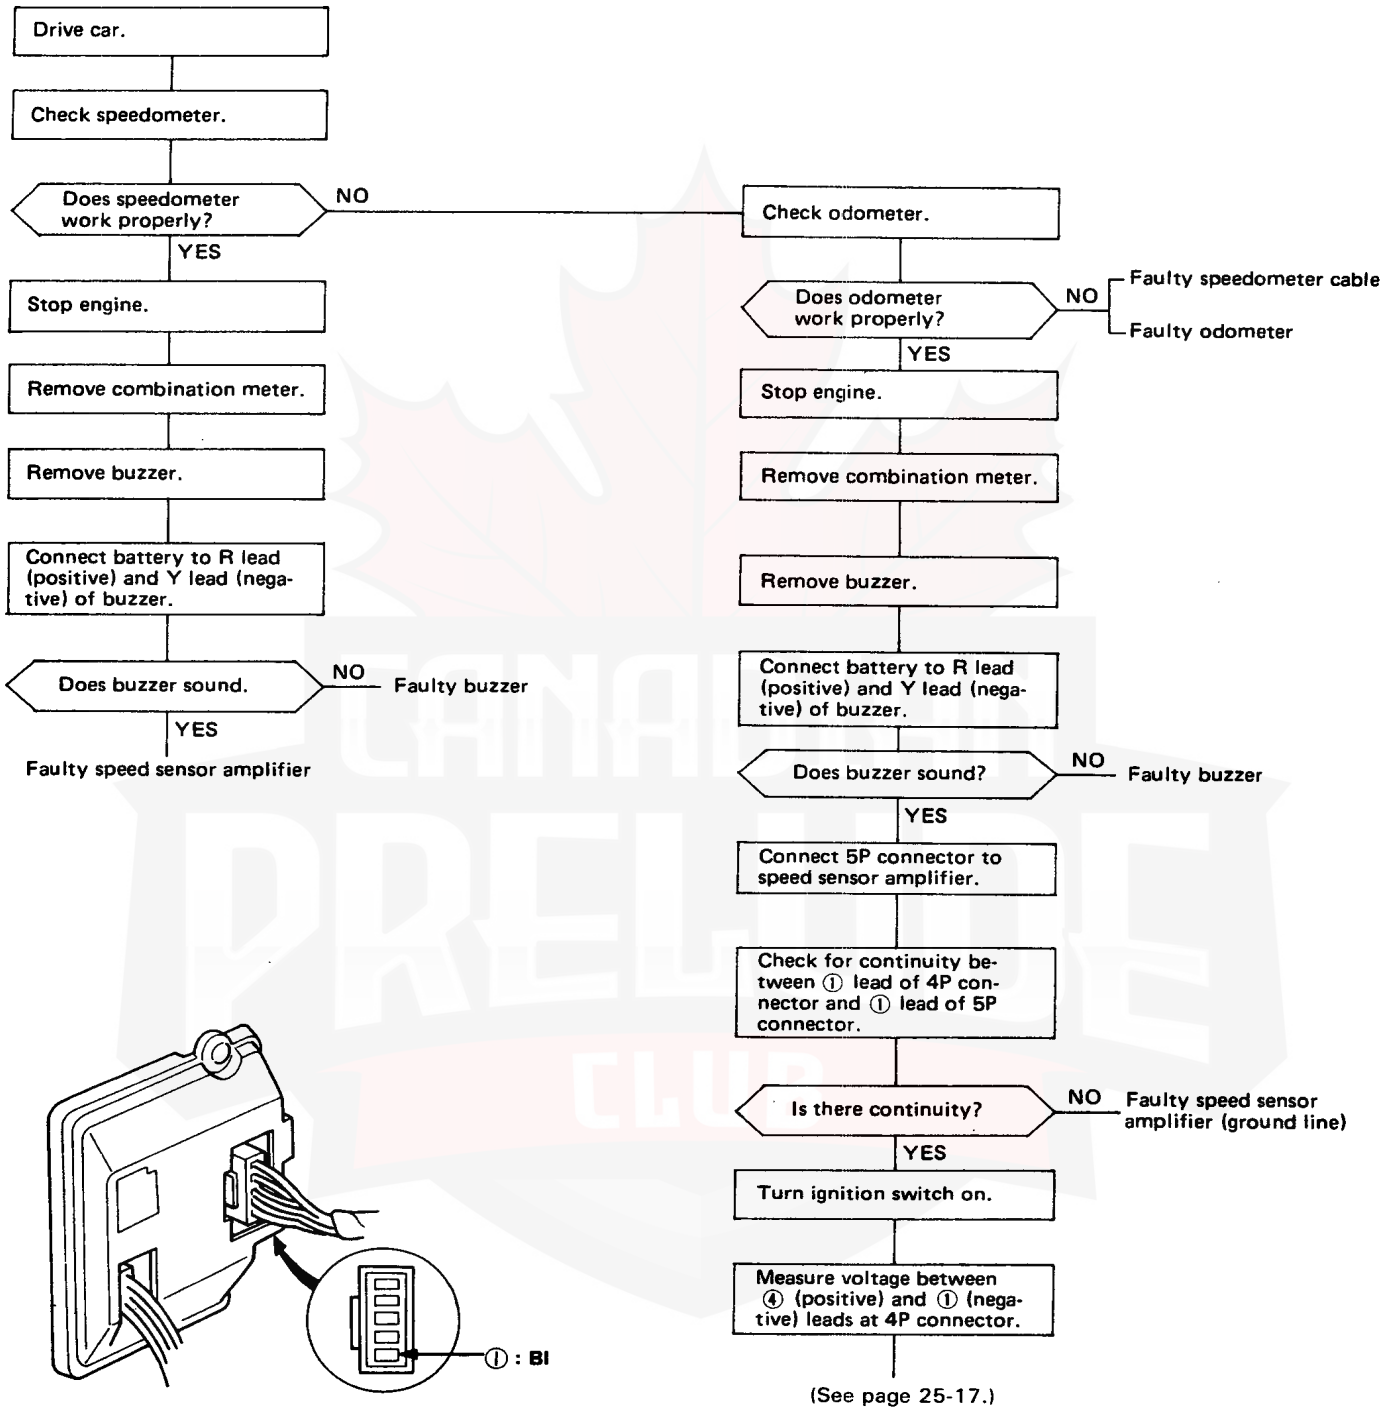 Drive car.
Check speedometer.
Does speedometer
work properly?
NO
YES
Stop engine.
Remove combination meter.
Remove buzzer.
Connect battery to R lead
(positive) and Y lead (nega-
tive) of buzzer.
Does buzzer sound.
NO
Faulty buzzer
YES
Faulty speed sensor amplifier
Check odometer.
Does odometer
work properly?
NO
Faulty speedometer cable
Faulty odometer
YES
Stop engine.
Remove combination meter.
Remove buzzer.
Connect battery to R lead
(positive) and Y lead (nega-
tive) of buzzer.
Does buzzer sound?
NO
Faulty buzzer
YES
Connect 5P connector to
speed sensor amplifier.
Check for continuity be-
tween ① lead of 4P con-
nector and ① lead of 5P
connector.
Is there continuity?
NO
Faulty speed sensor
amplifier (ground line)
YES
Turn ignition switch on.
Measure voltage between
④ (positive) and ① (nega-
tive) leads at 4P connector.
(See page 25-17.)
① : Bl
CANADIAN
PRELUDE
CLUB